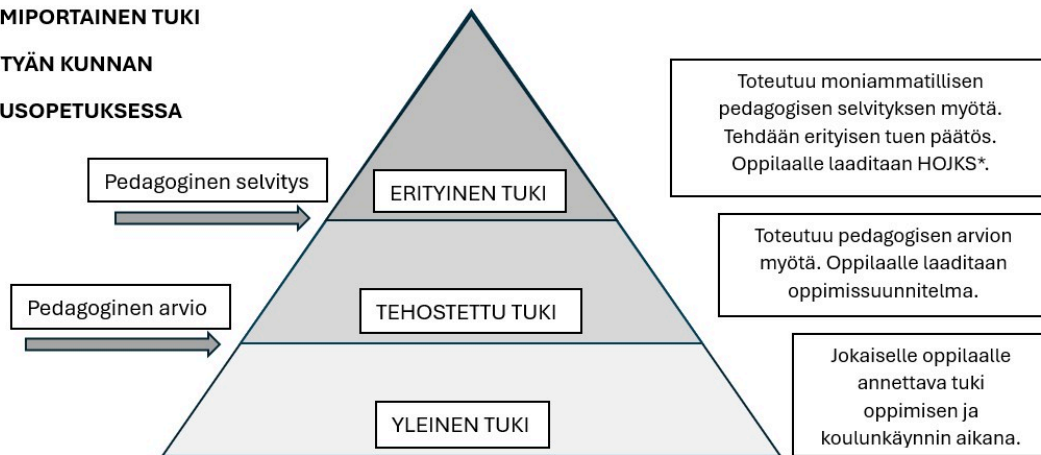 MIPORTAINEN TUKI
TYÄN KUNNAN
USOPETUKSESSA
Toteutuu moniammatillisen
pedagogisen selvityksen myötä.
Tehdään erityisen tuen päätös.
Oppilaalle laaditaan HOJKS*.
Pedagoginen selvitys
ERITYINEN TUKI
Toteutuu pedagogisen arvion
myötä. Oppilaalle laaditaan
oppimissuunnitelma.
Pedagoginen arvio
TEHOSTETTU TUKI
Jokaiselle oppilaalle
annettava tuki
oppimisen ja
koulunkäynnin aikana.
YLEINEN TUKI